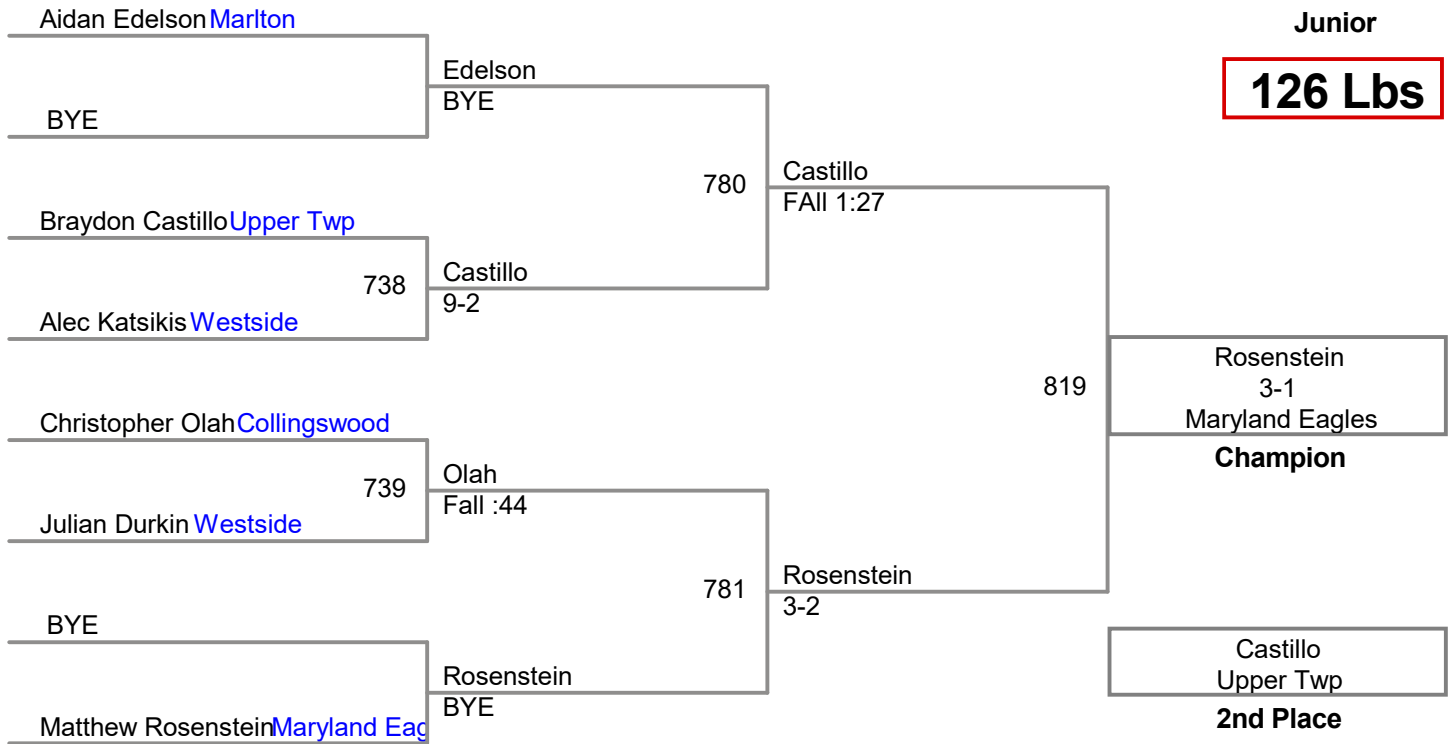 Aidan Edelson Marlton
Junior
Edelson
BYE
126 Lbs
BYE
780
Castillo
FAll 1:27
Braydon Castillo Upper Twp
738
Castillo
9-2
Alec Katsikis Westside
819
Rosenstein
3-1
Maryland Eagles
Champion
Christopher Olah Collingswood
739
Olah
Fall :44
Julian Durkin Westside
781
Rosenstein
3-2
BYE
Rosenstein
BYE
Castillo
Upper Twp
2nd Place
Matthew Rosenstein Maryland Eag